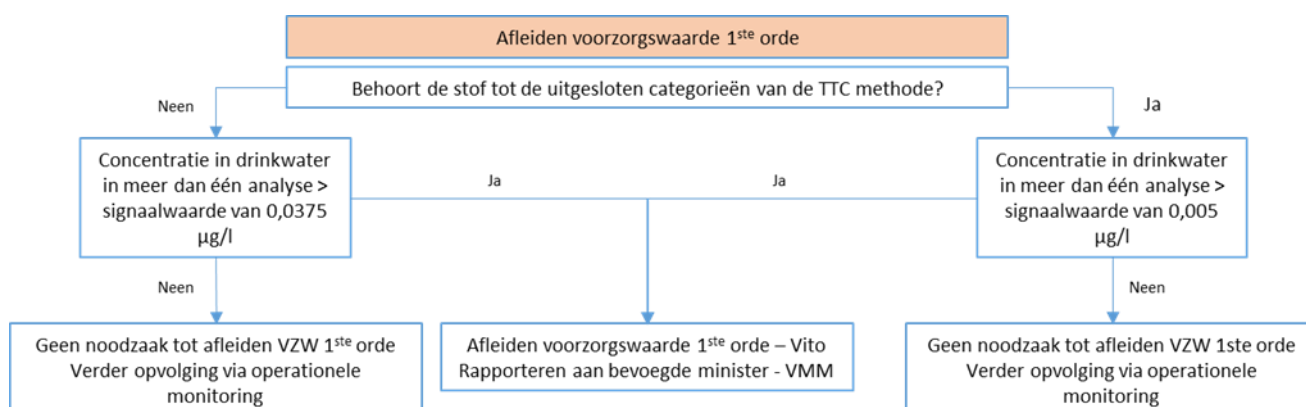 Afleiden voorzorgswaarde 1ste orde
Behoort de stof tot de uitgesloten categorieën van de TTC methode?
Neen
Ja
Concentratie in drinkwater
in meer dan één analyse >
signaalwaarde van 0,0375
µg/l
Ja
Ja
Concentratie in drinkwater
in meer dan één analyse >
signaalwaarde van 0,005
µg/l
Neen
Neen
Geen noodzaak tot afleiden VZW 1ste orde
Verder opvolging via operationele
monitoring
Afleiden voorzorgswaarde 1ste orde – Vito
Rapporteren aan bevoegde minister - VMM
Geen noodzaak tot afleiden VZW 1ste orde
Verder opvolging via operationele
monitoring